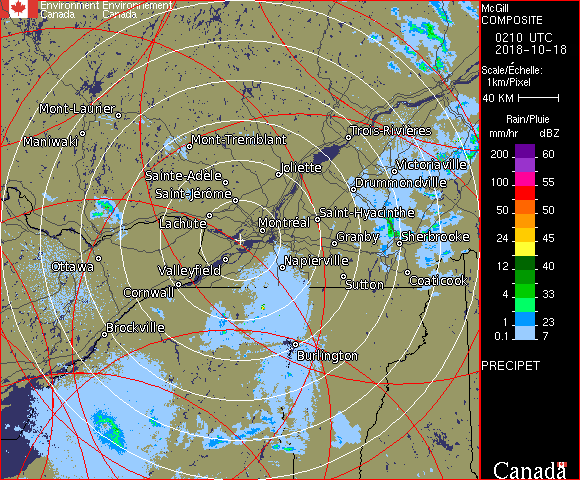 Environment Environnement
Canada Canada
McGill
COMPOSITE
0210 UTC
2018-10-18
Scale/Échelle:
1km/Pixel
40 KM
Rain/Pluie
mm/hr dBZ
200 60
100 55
50 50
24 45
12 40
4 33
1 23
0.1 7
PRECIPET
Canada
Mont-Laurier
Maniwaki
Mont-Tremblant
Trois-Rivières
Sainte-Adèle
Joliette
Victoriaville
Saint-Jérôme
Drummondville
Lachute
Montréal
Saint-Hyacinthe
Granby
Sherbrooke
Ottawa
Valleyfield
Napierville
Cornwall
Sutton
Coaticook
Brockville
Burlington